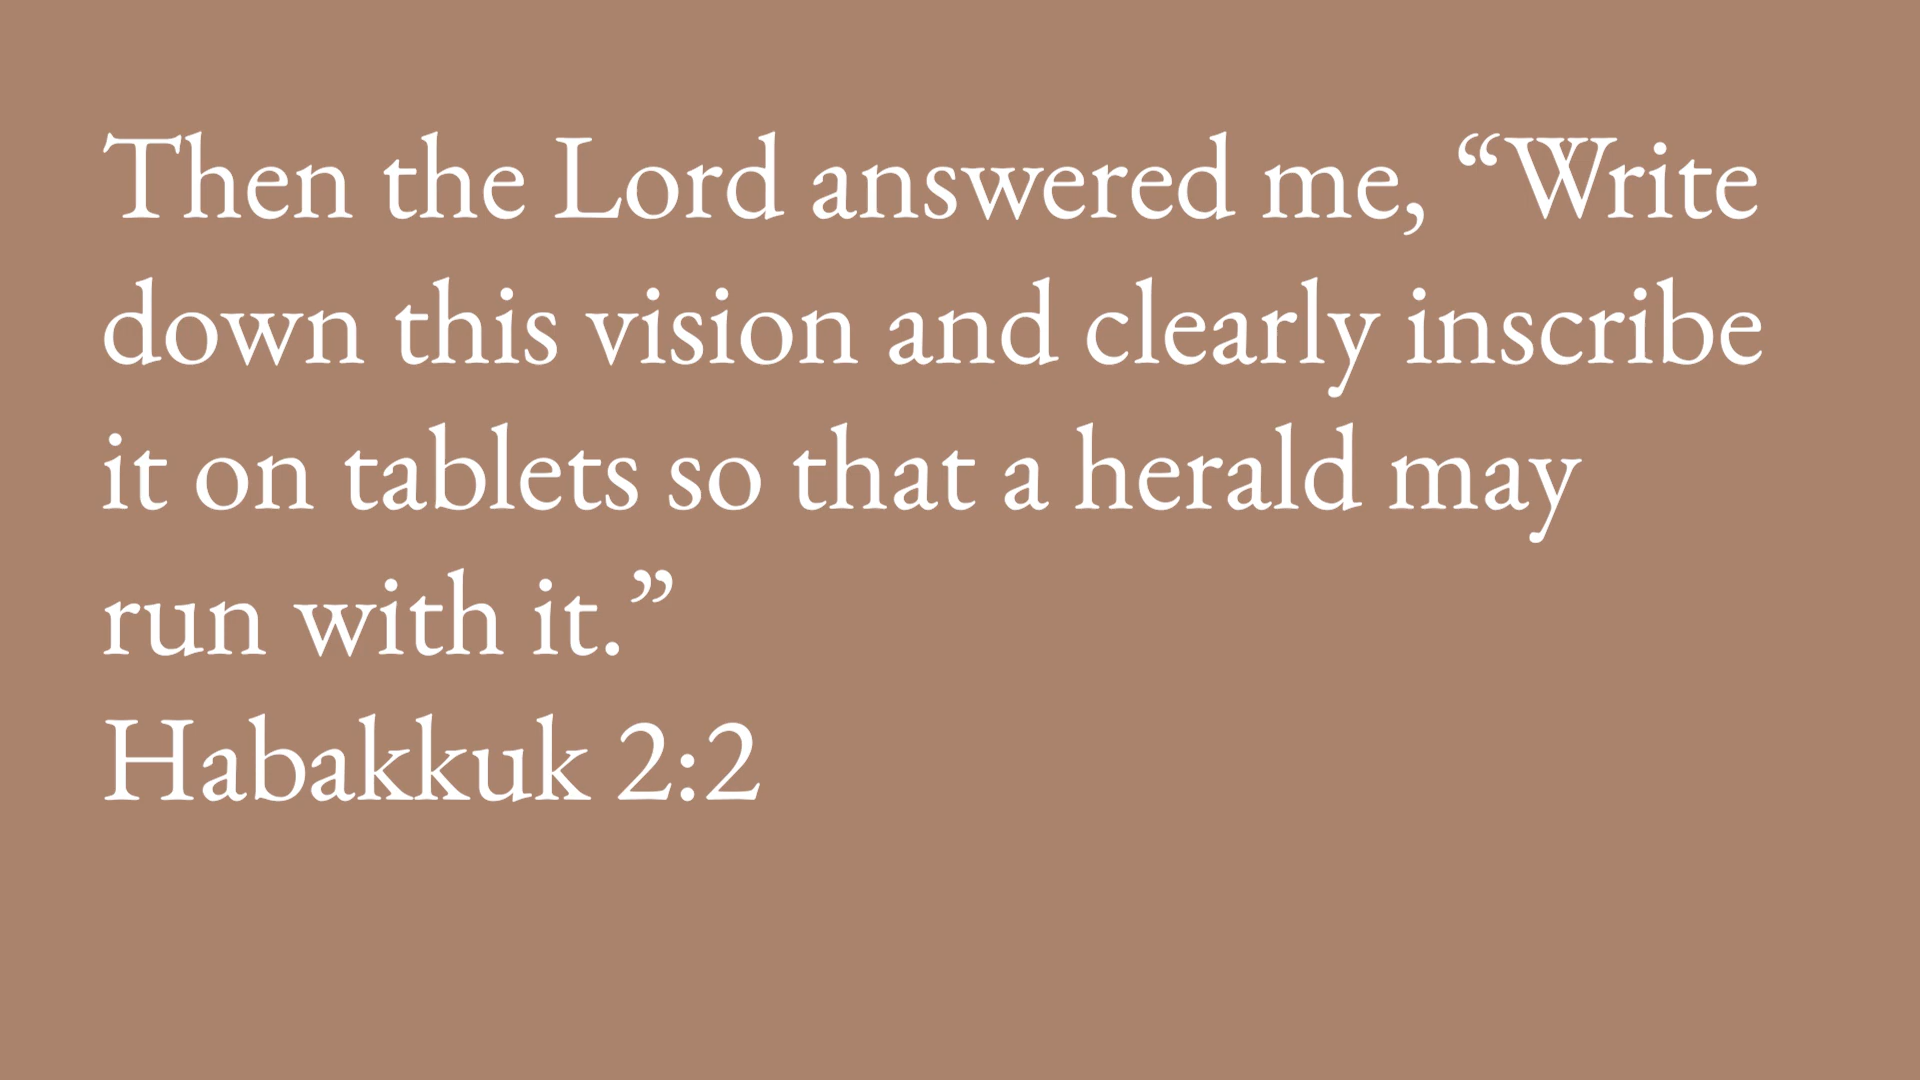 Then the Lord answered me, “Write
down this vision and clearly inscribe
it on tablets so that a herald may
run with it.”
Habakkuk 2:2